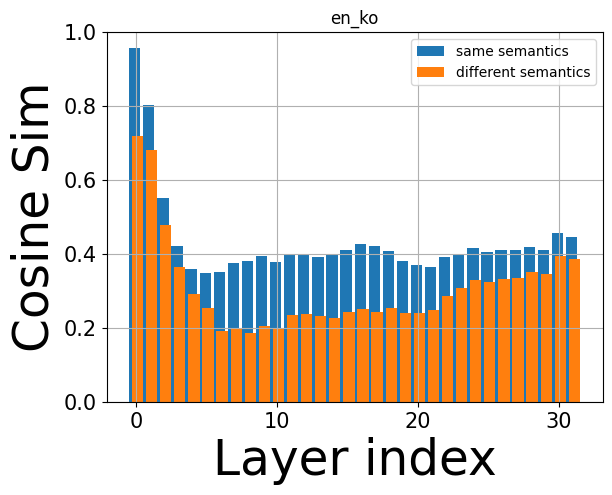 en_ko
same semantics
different semantics
Cosine Sim
1.0
0.8
0.6
0.4
0.2
0.0
0 10 20 30
Layer index